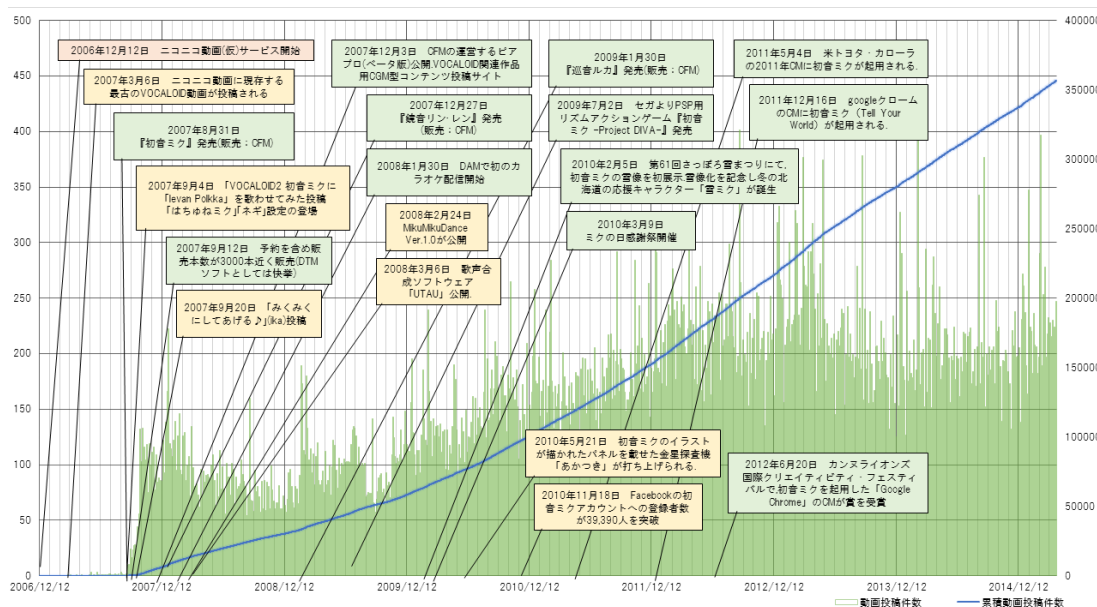 500
450
400
350
300
250
200
150
100
50
0
400000
350000
300000
250000
200000
150000
100000
50000
0
2006年12月12日 ニコニコ動画(仮)サービス開始
2007年3月6日 ニコニコ動画に現存する
最古のVOCALOID動画が投稿される
2007年8月31日
『初音ミク』発売(販売:CFM)
2007年9月4日 「VOCALOID2 初音ミクに
「Ievan Polkka」を歌わせてみた投稿
「はちゅねミク」「ネギ」設定の登場
2007年9月12日 予約を含め販
売本数が3000本近く販売(DTM
ソフトとしては快挙)
2007年9月20日 「みくみく
にしてあげる♪」(ika)投稿
2007年12月3日 CFMの運営するピア
プロ(ベータ版)公開.VOCALOID関連作品
用CGM型コンテンツ投稿サイト
2007年12月27日
『鏡音リン・レン』発売
(販売:CFM)
2008年1月30日 DAMで初のカ
ラオケ配信開始
2008年2月24日
MikuMikuDance
Ver.1.0が公開
2008年3月6日 歌声合
成ソフトウェア
「UTAU」公開.
2009年1月30日
『巡音ルカ』発売(販売:CFM)
2009年7月2日 セガよりPSP用
リズムアクションゲーム『初音
ミク -Project DIVA-』発売
2010年2月5日 第61回さっぽろ雪まつりにて,
初音ミクの雪像を初展示.雪像化を記念し冬の北
海道の応援キャラクター「雪ミク」が誕生
2010年3月9日
ミクの日感謝祭開催
2010年5月21日 初音ミクのイラスト
が描かれたパネルを載せた金星探査機
「あかつき」が打ち上げられる.
2010年11月18日 Facebookの初
音ミクアカウントへの登録者数
が39,390人を突破
2011年5月4日 米トヨタ・カローラ
の2011年CMに初音ミクが起用される.
2011年12月16日 googleクローム
のCMに初音ミク(Tell Your
World)が起用される.
2012年6月20日 カンヌライオンズ
国際クリエイティビティ・フェスティ
バルで,初音ミクを起用した「Google
Chrome」のCMが賞を受賞
2006/12/12
2007/12/12
2008/12/12
2009/12/12
2010/12/12
2011/12/12
2012/12/12
2013/12/12
2014/12/12
動画投稿件数
累積動画投稿件数